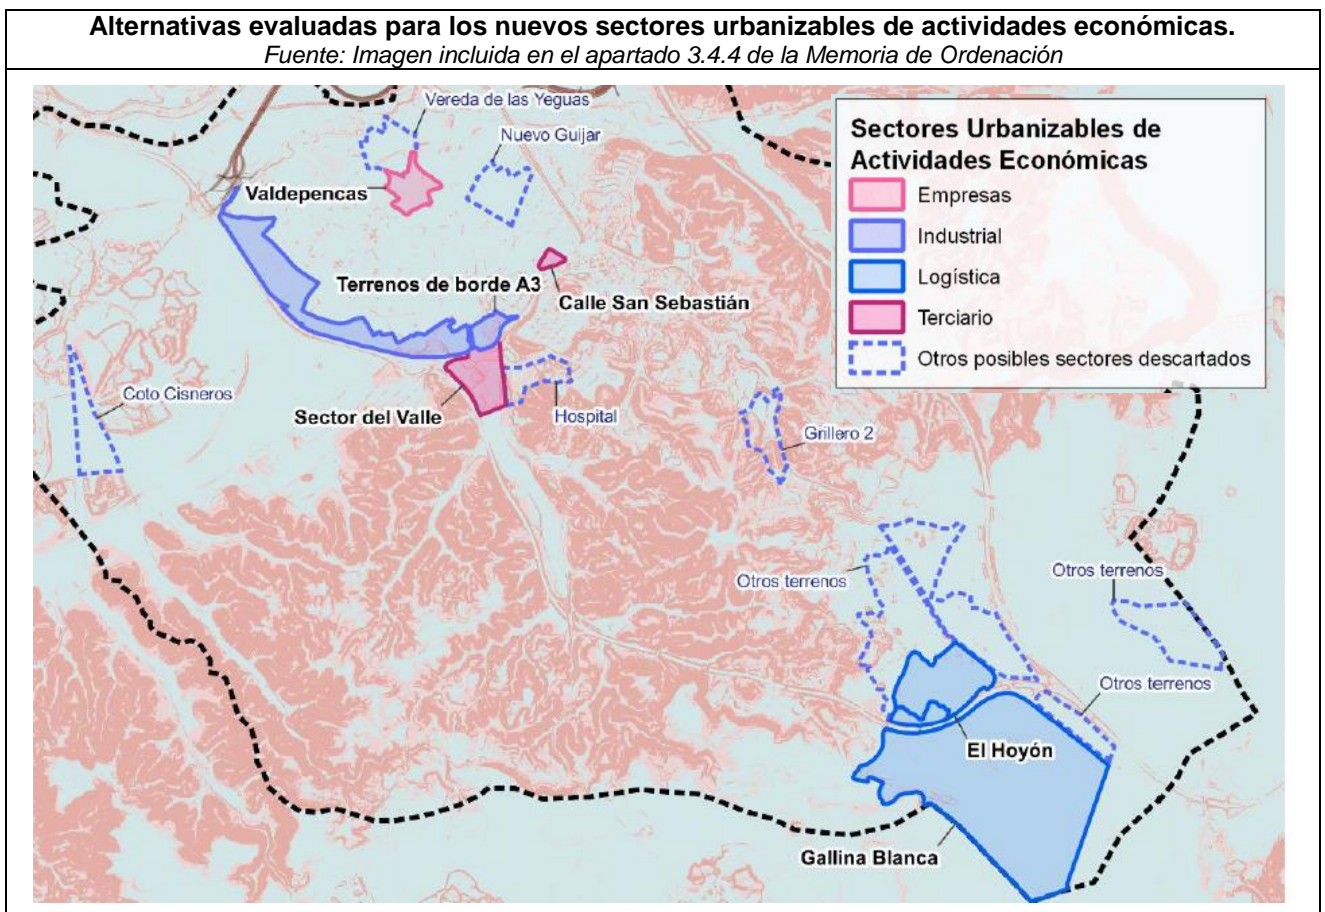 Alternativas evaluadas para los nuevos sectores urbanizables de actividades económicas.
Fuente: Imagen incluida en el apartado 3.4.4 de la Memoria de Ordenación
Vereda de las Yeguas
Nuevo Guijar
Valdepencas
Terrenos de borde A3
Calle San Sebastián
Coto Cisneros
Sector del Valle
Hospital
Grillero 2
Otros terrenos
Otros terrenos
Otros terrenos
El Hoyón
Gallina Blanca
Sectores Urbanizables de
Actividades Económicas
Empresas
Industrial
Logística
Terciario
Otros posibles sectores descartados